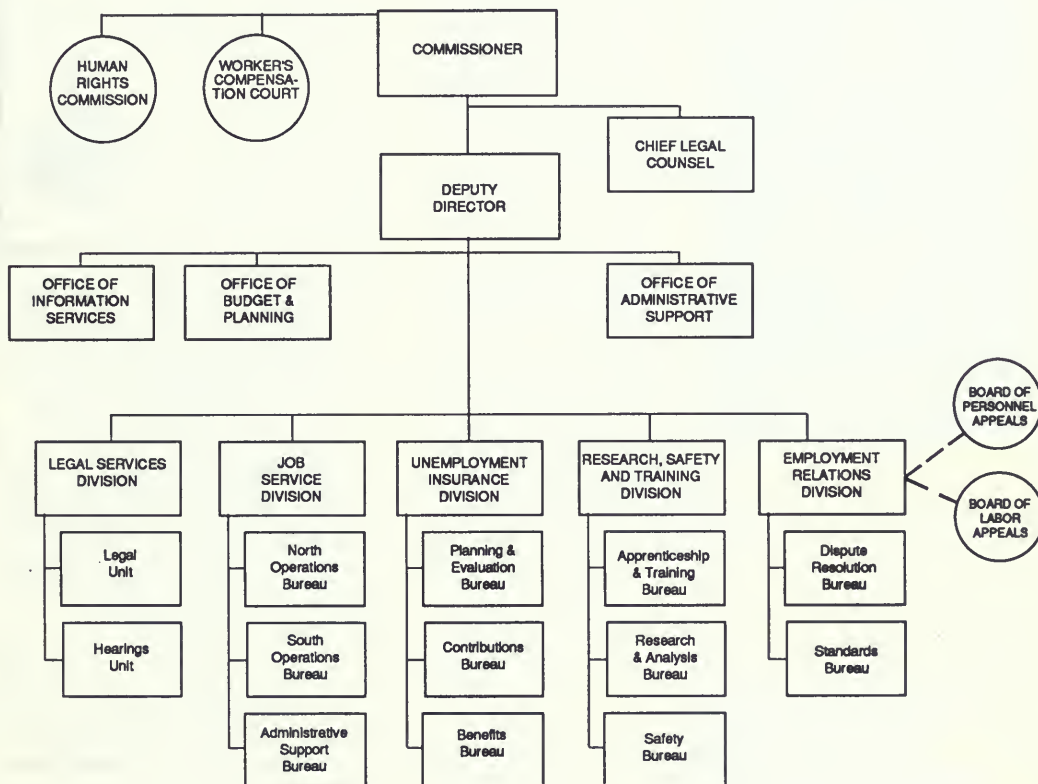 COMMISSIONER
HUMAN
RIGHTS
COMMISSION
WORKER'S
COMPENSA-
TION COURT
CHIEF LEGAL
COUNSEL
DEPUTY
DIRECTOR
OFFICE OF
INFORMATION
SERVICES
OFFICE OF
BUDGET &
PLANNING
OFFICE OF
ADMINISTRATIVE
SUPPORT
BOARD OF
PERSONNEL
APPEALS
BOARD OF
LABOR
APPEALS
LEGAL SERVICES
DIVISION
Legal
Unit
Hearings
Unit
JOB
SERVICE
DIVISION
North
Operations
Bureau
South
Operations
Bureau
Administrative
Support
Bureau
UNEMPLOYMENT
INSURANCE
DIVISION
Planning &
Evaluation
Bureau
Contributions
Bureau
Benefits
Bureau
RESEARCH, SAFETY
AND TRAINING
DIVISION
Apprenticeship
& Training
Bureau
Research
& Analysis
Bureau
Safety
Bureau
EMPLOYMENT
RELATIONS
DIVISION
Dispute
Resolution
Bureau
Standards
Bureau